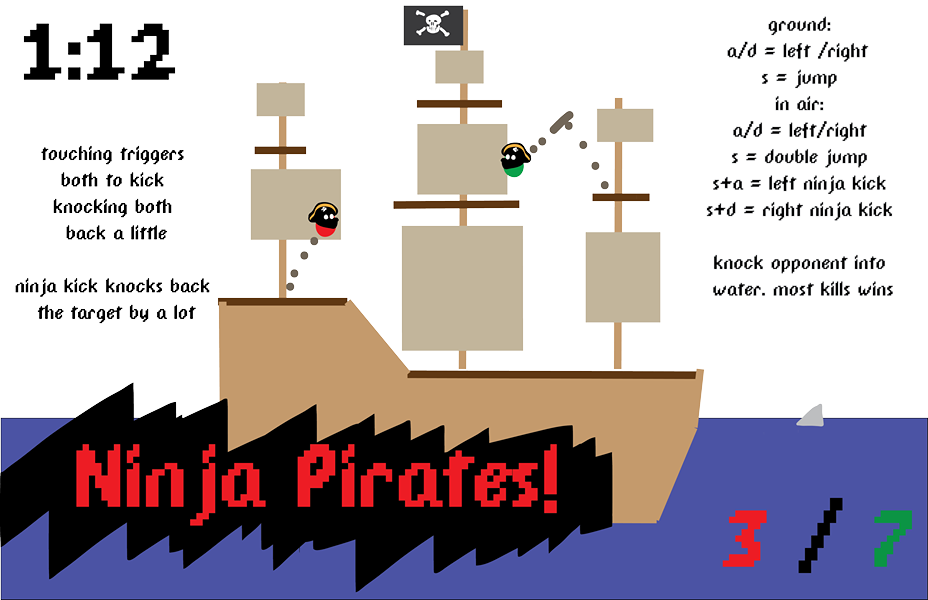 1:12
touching triggers
both to kick
knocking both
back a little
ninja kick knocks back
the target by a lot
ground:
a/d = left /right
s = jump
in air:
a/d = left/right
s = double jump
s+a = left ninja kick
s+d = right ninja kick
knock opponent into
water. most kills wins
Ninja Pirates!
3 / 7